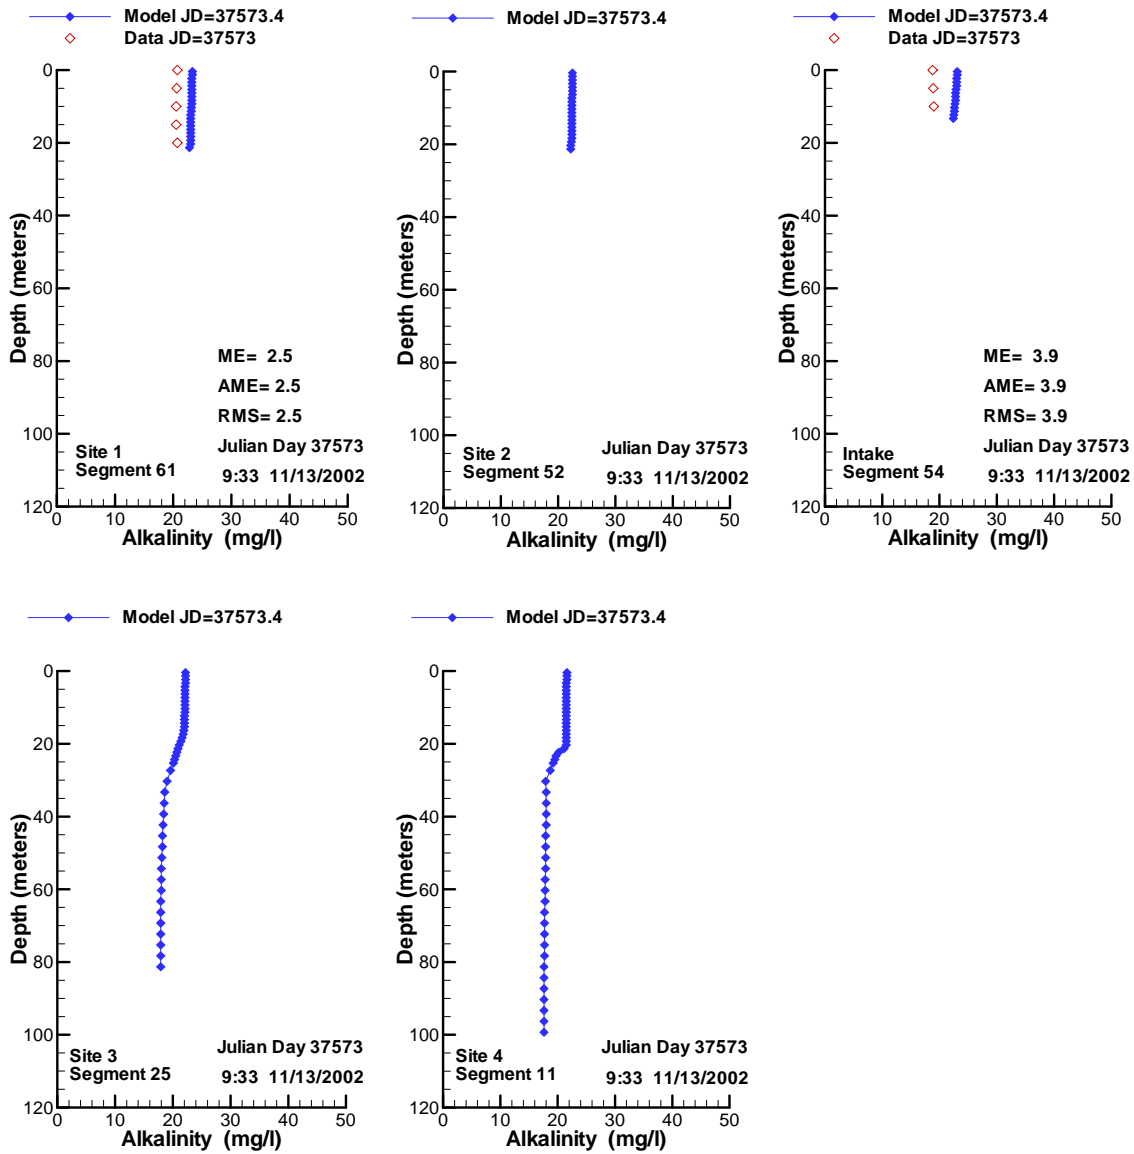 Model JD=37573.4
Data JD=37573
0
20
40
60
80
100
120
Depth (meters)
ME= 2.5
AME= 2.5
RMS= 2.5
Site 1
Segment 61
Julian Day 37573
9:33 11/13/2002
0 10 20 30 40 50
Alkalinity (mg/l)
Model JD=37573.4
0
20
40
60
80
100
120
Depth (meters)
Site 2
Segment 52
Julian Day 37573
9:33 11/13/2002
0 10 20 30 40 50
Alkalinity (mg/l)
Model JD=37573.4
Data JD=37573
0
20
40
60
80
100
120
Depth (meters)
ME= 3.9
AME= 3.9
RMS= 3.9
Intake
Segment 54
Julian Day 37573
9:33 11/13/2002
0 10 20 30 40 50
Alkalinity (mg/l)
Model JD=37573.4
0
20
40
60
80
100
120
Depth (meters)
Site 3
Segment 25
Julian Day 37573
9:33 11/13/2002
0 10 20 30 40 50
Alkalinity (mg/l)
Model JD=37573.4
0
20
40
60
80
100
120
Depth (meters)
Site 4
Segment 11
Julian Day 37573
9:33 11/13/2002
0 10 20 30 40 50
Alkalinity (mg/l)